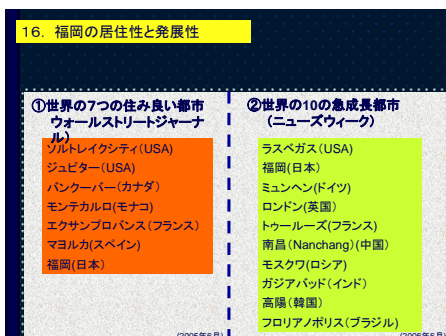 16. 福岡の居住性と発展性
①世界の7つの住み良い都市
ウォールストリートジャーナ
ル)
ソルトレイクシティ(USA)
ジュピター(USA)
バンクーバー(カナダ)
モンテカルロ(モナコ)
エクサンプロバンス(フランス)
マヨルカ(スペイン)
福岡(日本)
②世界の10の急成長都市
(ニューズウィーク)
ラスベガス(USA)
福岡(日本)
ミュンヘン(ドイツ)
ロンドン(英国)
トゥールーズ(フランス)
南昌(Nanchang)(中国)
モスクワ(ロシア)
ガジアバッド(インド)
高陽(韓国)
フロリアノポリス(ブラジル)